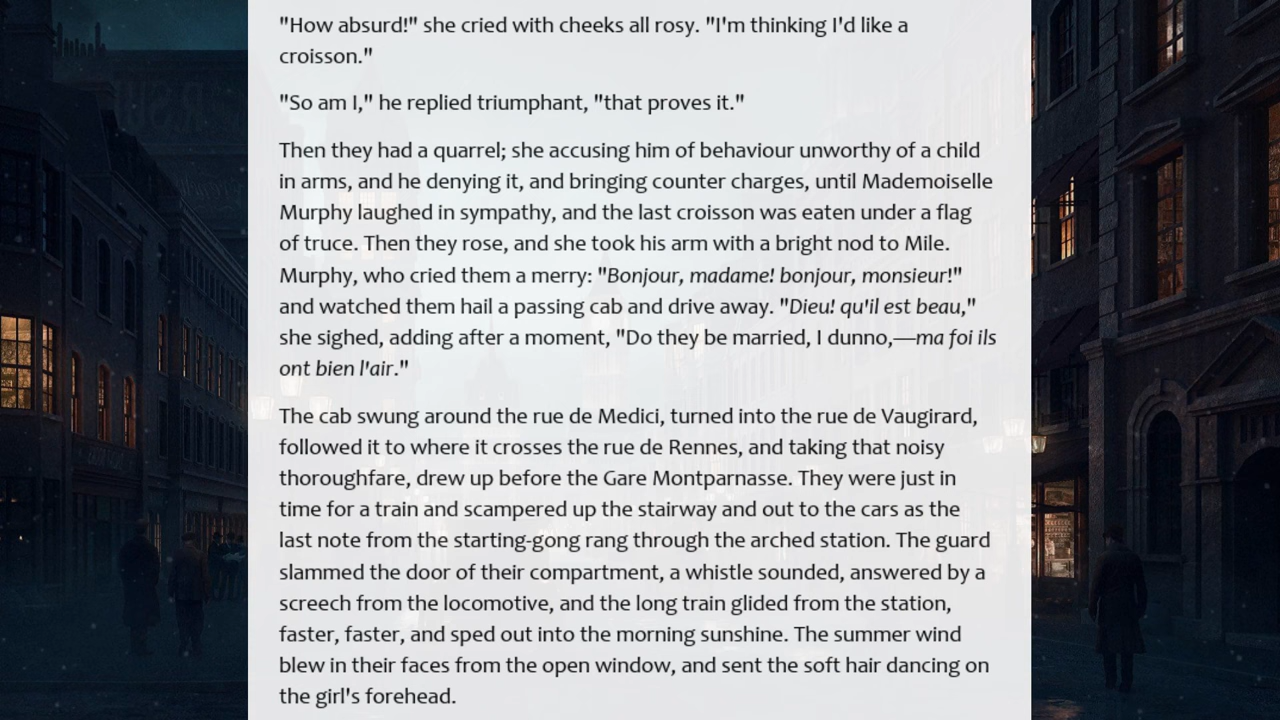 "How absurd!" she cried with cheeks all rosy. "I'm thinking I'd like a
croisson."
"So am I," he replied triumphant, "that proves it."
Then they had a quarrel; she accusing him of behaviour unworthy of a child
in arms, and he denying it, and bringing counter charges, until Mademoiselle
Murphy laughed in sympathy, and the last croisson was eaten under a flag
of truce. Then they rose, and she took his arm with a bright nod to Mile.
Murphy, who cried them a merry: "Bonjour, madame! bonjour, monsieur!"
and watched them hail a passing cab and drive away. "Dieu! qu'il est beau,"
she sighed, adding after a moment, "Do they be married, I dunno,—ma foi ils
ont bien l'air."
The cab swung around the rue de Medici, turned into the rue de Vaugirard,
followed it to where it crosses the rue de Rennes, and taking that noisy
thoroughfare, drew up before the Gare Montparnasse. They were just in
time for a train and scampered up the stairway and out to the cars as the
last note from the starting-gong rang through the arched station. The guard
slammed the door of their compartment, a whistle sounded, answered by a
screech from the locomotive, and the long train glided from the station,
faster, faster, and sped out into the morning sunshine. The summer wind
blew in their faces from the open window, and sent the soft hair dancing on
the girl's forehead.